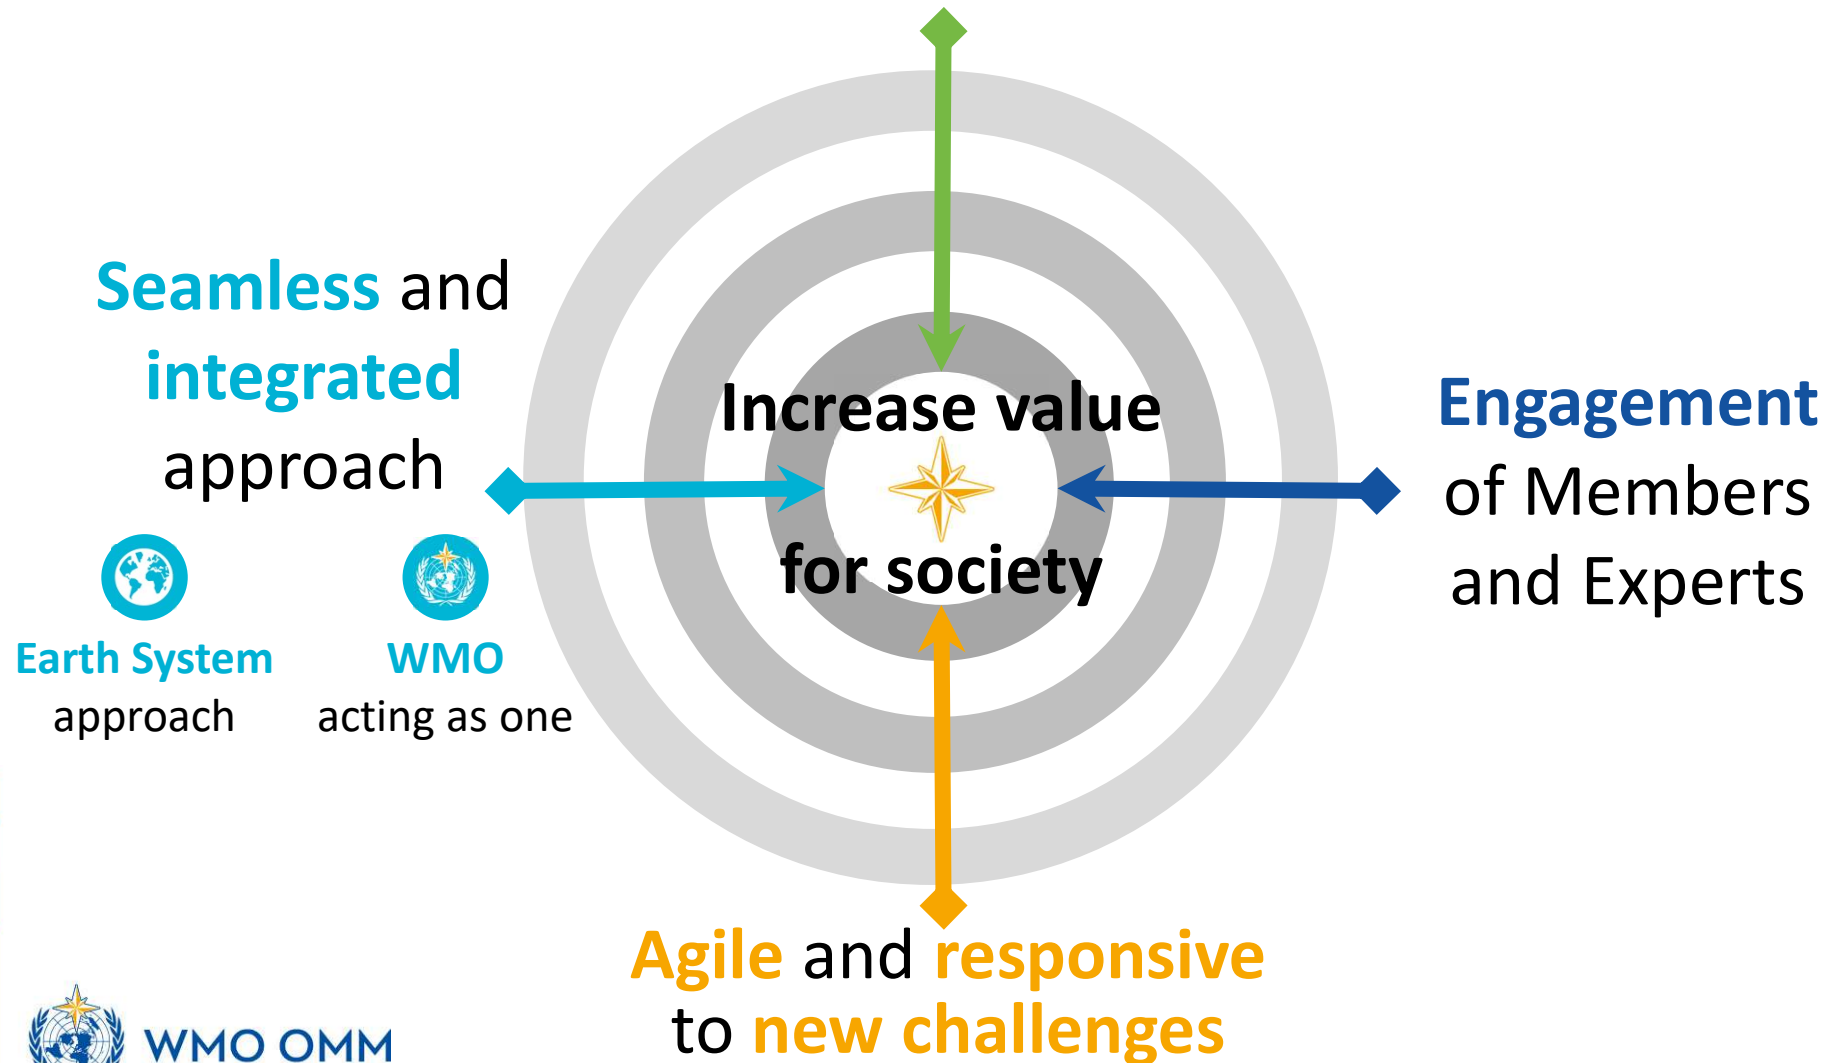 Seamless and
integrated
approach
Earth System
approach
WMO
acting as one
Increase value
for society
Engagement
of Members
and Experts
Agile and responsive
to new challenges
WMO OMM